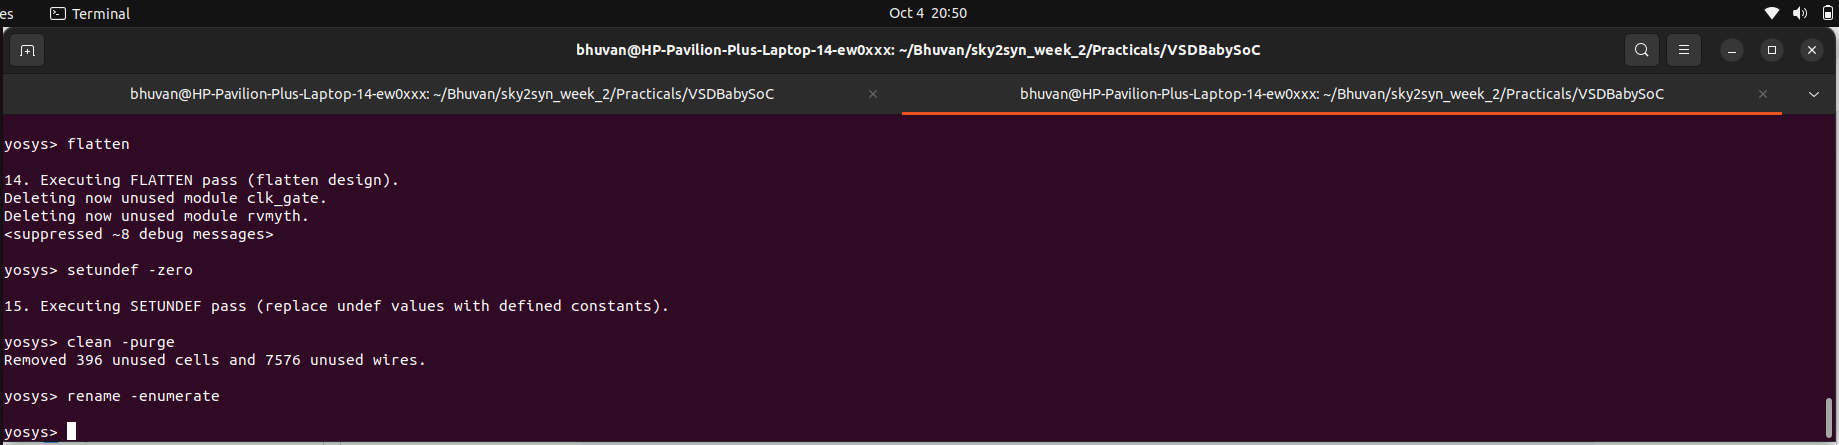 es Terminal Oct 4 20:50
bhuvan@HP-Pavilion-Plus-Laptop-14-ew0xxx: ~/Bhuvan/sky2syn_week_2/Practicals/VSDBabySoC
bhuvan@HP-Pavilion-Plus-Laptop-14-ew0xxx: ~/Bhuvan/sky2syn_week_2/Practicals/VSDBabySoC bhuvan@HP-Pavilion-Plus-Laptop-14-ew0xxx: ~/Bhuvan/sky2syn_week_2/Practicals/VSDBabySoC
yosys> flatten
14. Executing FLATTEN pass (flatten design).
Deleting now unused module clk_gate.
Deleting now unused module rvmyth.
<suppressed ~8 debug messages>
yosys> setundef -zero
15. Executing SETUNDEF pass (replace undef values with defined constants).
yosys> clean -purge
Removed 396 unused cells and 7576 unused wires.
yosys> rename -enumerate
yosys>